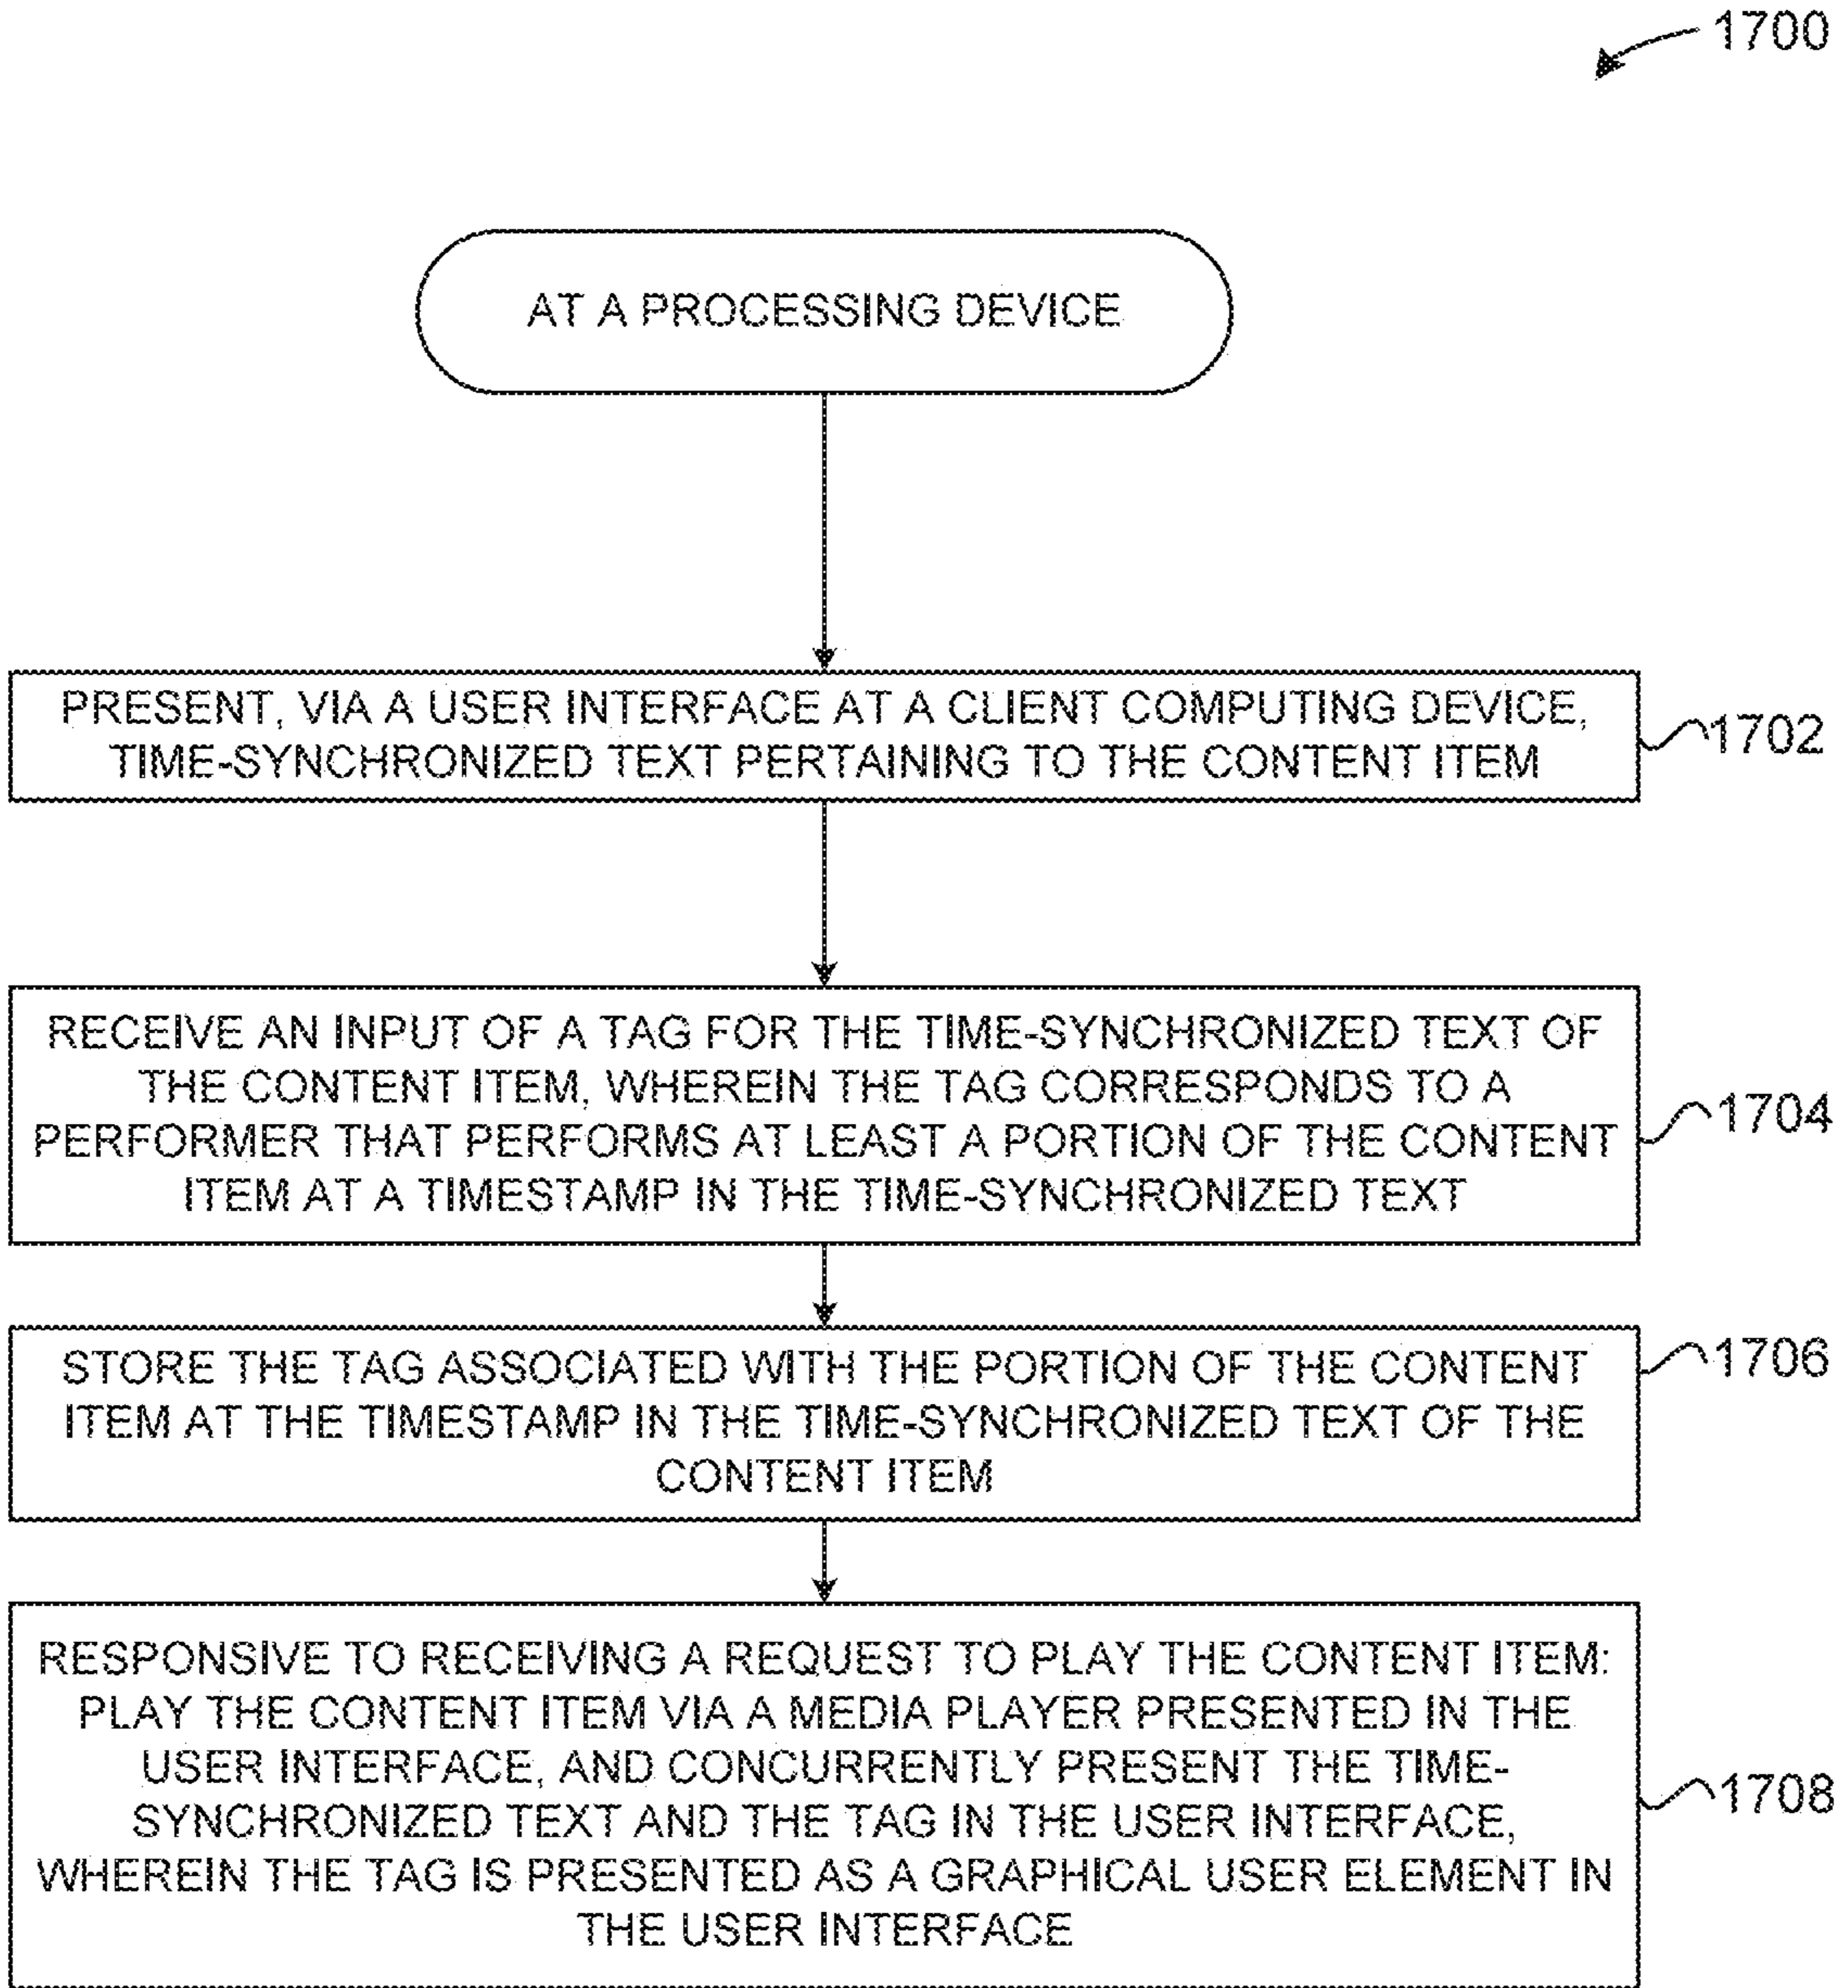 1700
AT A PROCESSING DEVICE
PRESENT, VIA A USER INTERFACE AT A CLIENT COMPUTING DEVICE,
TIME-SYNCHRONIZED TEXT PERTAINING TO THE CONTENT ITEM
1702
RECEIVE AN INPUT OF A TAG FOR THE TIME-SYNCHRONIZED TEXT OF
THE CONTENT ITEM, WHEREIN THE TAG CORRESPONDS TO A
PERFORMER THAT PERFORMS AT LEAST A PORTION OF THE CONTENT
ITEM AT A TIMESTAMP IN THE TIME-SYNCHRONIZED TEXT
1704
STORE THE TAG ASSOCIATED WITH THE PORTION OF THE CONTENT
ITEM AT THE TIMESTAMP IN THE TIME-SYNCHRONIZED TEXT OF THE
CONTENT ITEM
1706
RESPONSIVE TO RECEIVING A REQUEST TO PLAY THE CONTENT ITEM:
PLAY THE CONTENT ITEM VIA A MEDIA PLAYER PRESENTED IN THE
USER INTERFACE, AND CONCURRENTLY PRESENT THE TIME-
SYNCHRONIZED TEXT AND THE TAG IN THE USER INTERFACE,
WHEREIN THE TAG IS PRESENTED AS A GRAPHICAL USER ELEMENT IN
THE USER INTERFACE
1708